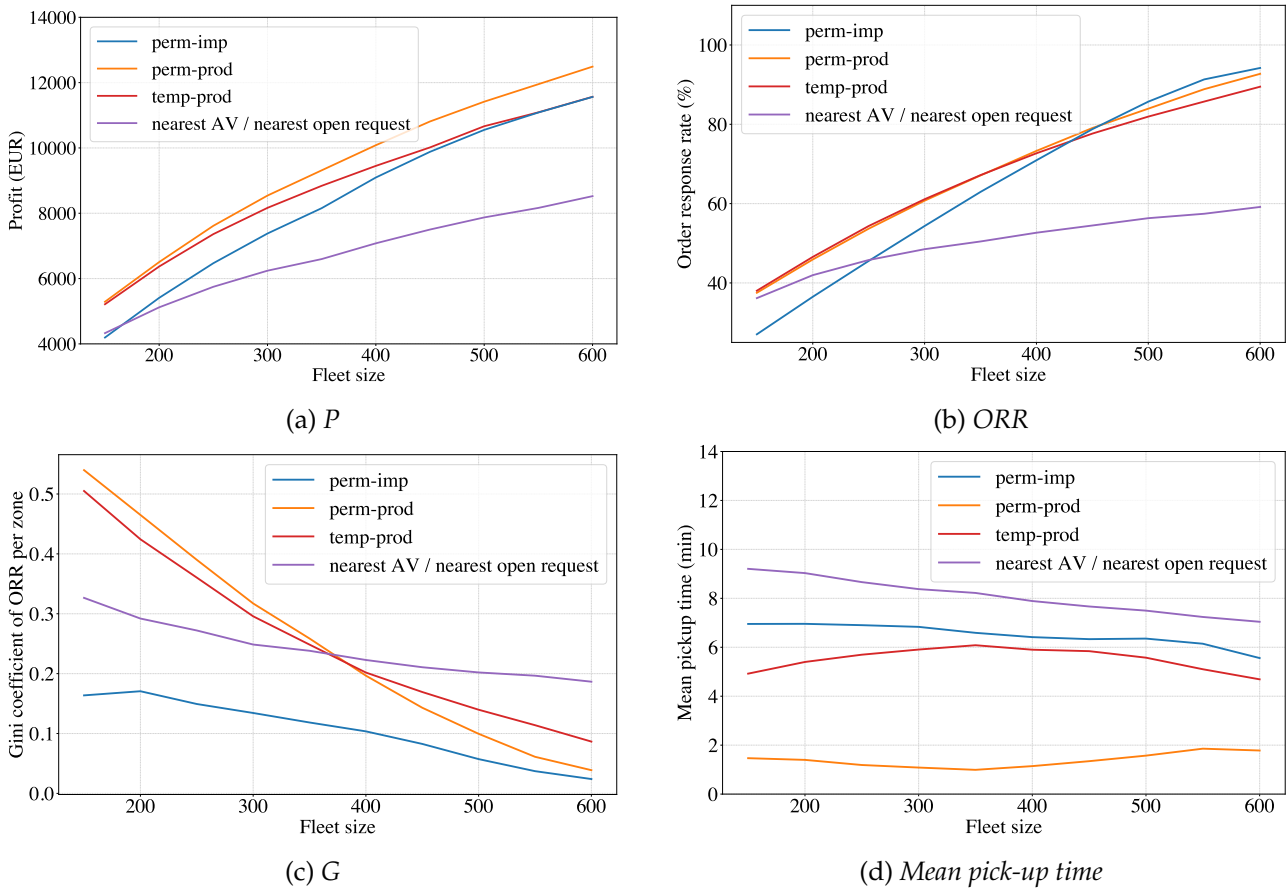 14000
12000
10000
8000
6000
4000
Profit (EUR)
perm-imp
perm-prod
temp-prod
nearest AV / nearest open request
200 300 400 500 600
Fleet size
(a) P
100
80
60
40
Order response rate (%)
perm-imp
perm-prod
temp-prod
nearest AV / nearest open request
200 300 400 500 600
Fleet size
(b) ORR
0.5
0.4
0.3
0.2
0.1
0.0
Gini coefficient of ORR per zone
perm-imp
perm-prod
temp-prod
nearest AV / nearest open request
200 300 400 500 600
Fleet size
(c) G
14
12
10
8
6
4
2
0
Mean pickup time (min)
perm-imp
perm-prod
temp-prod
nearest AV / nearest open request
200 300 400 500 600
Fleet size
(d) Mean pick-up time